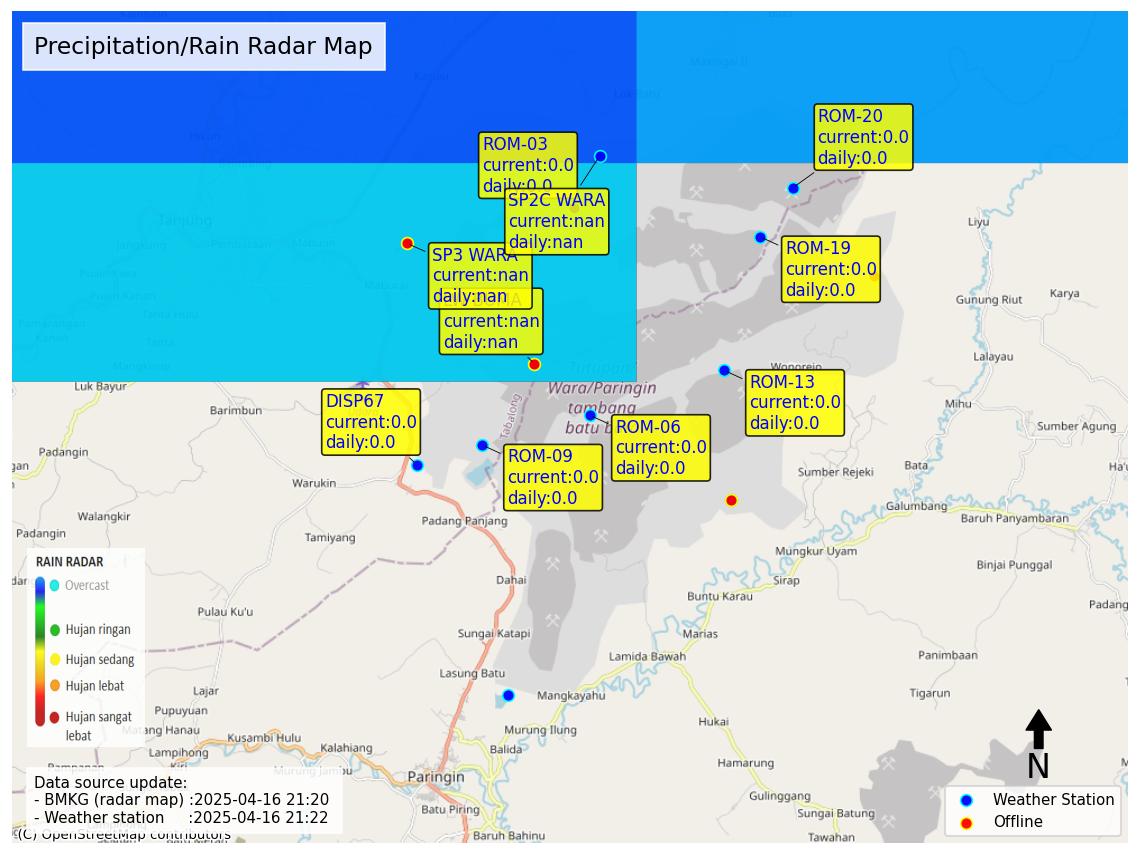 Precipitation/Rain Radar Map
ROM-20
current:0.0
daily:0.0
ROM-03
current:0.0
daily:0.0
SP2C WARA
current:nan
daily:nan
SP3 WARA
current:nan
daily:nan
current:nan
daily:nan
ROM-19
current:0.0
daily:0.0
ROM-13
current:0.0
daily:0.0
ROM-06
current:0.0
daily:0.0
ROM-09
current:0.0
daily:0.0
DISP67
current:0.0
daily:0.0
Tanjung
Mabuun
Liyu
Gunung Riut
Karya
Lalayau
Wonorejo
Mihu
Sumber Agung
Tutupan
Wara/Paringin
tambang
batu
Tabalong
Luk Bayur
Barimbun
Padangin
Warukin
Walangkir
Padangin
Tamiyang
Padang Panjang
Sumber Rejeki
Bata
Galumbang
Baruh Panyambaran
Mungkur Uyam
Binjai Punggal
Sirap
Dahai
Buntu Karau
Padang
Pulau Ku'u
Sungai Katapi
Marias
Lamida Bawah
Panimbaan
Lasung Batu
Lajar
Tigarun
Mangkayahu
Pupuyuan
Matang Hanau
Hukai
Murung Ilung
Kusambi Hulu
Lampihong
Kalahiang
Balida
Hamarung
Murung Jambu
Paringin
Gulinggang
Batu Piring
Sungai Batung
Baruh Bahinu
Tawahan
RAIN RADAR
Overcast
Hujan ringan
Hujan sedang
Hujan lebat
Hujan sangat
lebat
Data source update:
- BMKG (radar map) :2025-04-16 21:20
- Weather station :2025-04-16 21:22
(C) OpenStreetMap contributors
N
Weather Station
Offline